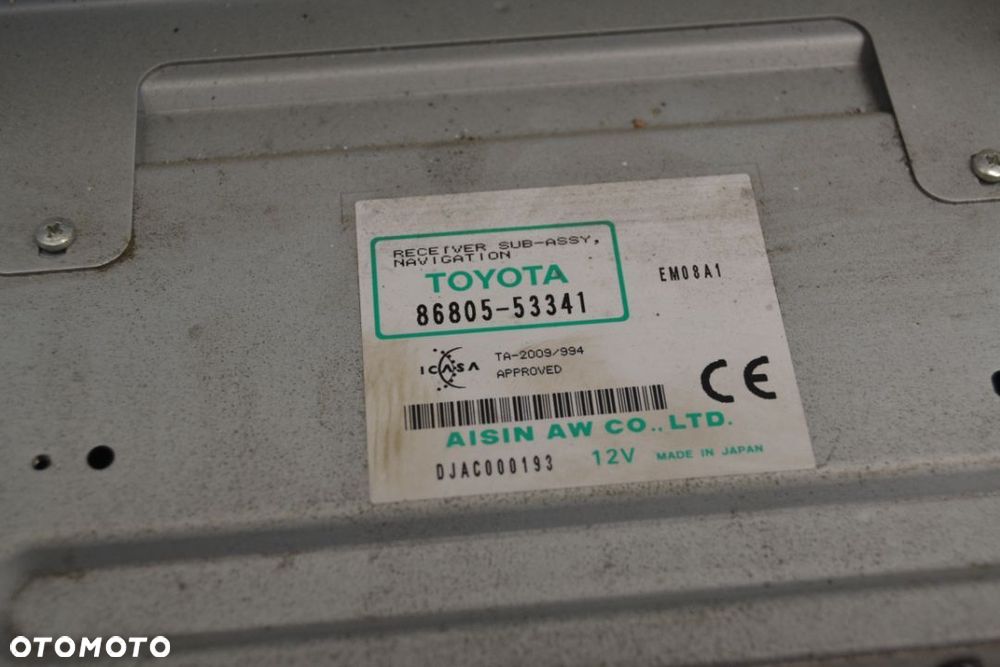 RECEIVER SUB-ASSY,
NAVIGATION
TOYOTA
86805-53341
EM08A1
ICASA
TA-2009/994
APPROVED
CE
AISIN AW CO.,LTD.
DJAC000193
12V
MADE IN JAPAN
OTOMOTO